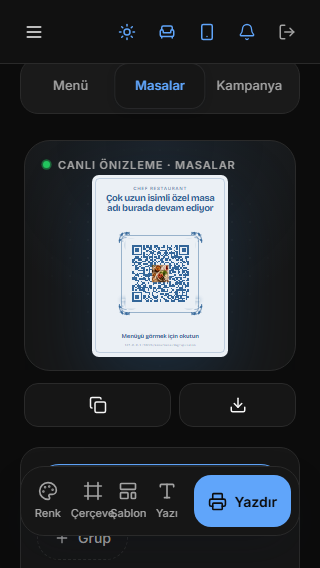 Menü
Masalar
Kampanya
CANLI ÖNİZLEME · MASALAR
CHEF RESTAURANT
Çok uzun isimli özel masa
adı burada devam ediyor
Menüyü görmek için okutun
Renk
Çerçeve
Şablon
Yazı
Yazdır
+ Grup